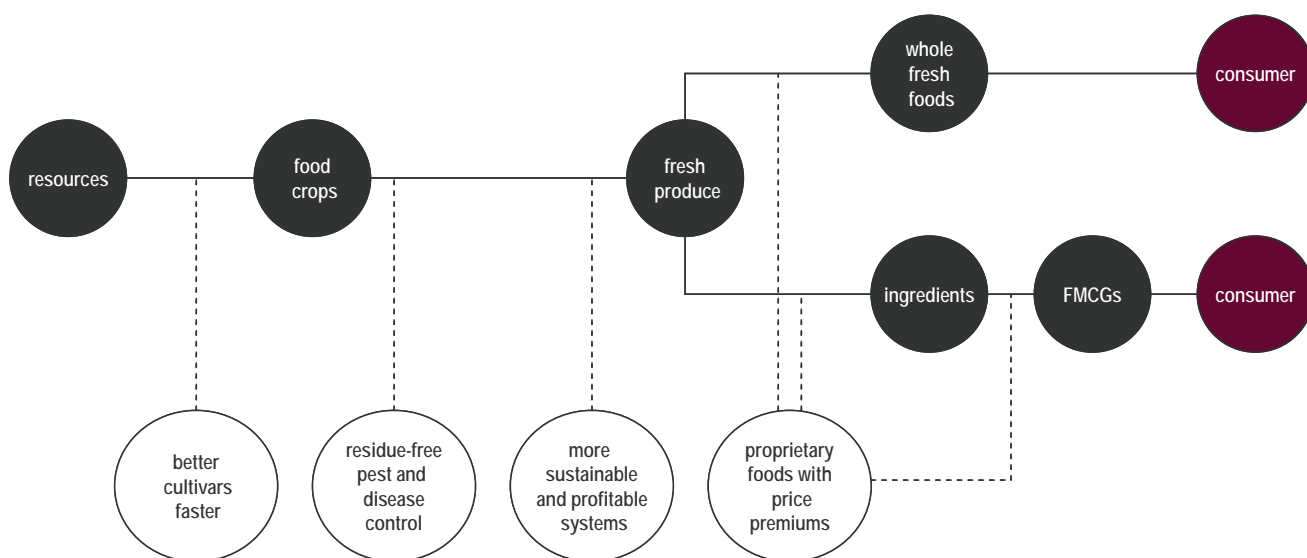 whole
fresh
foods
consumer
resources
food
crops
fresh
produce
ingredients
FMCGs
consumer
better
cultivars
faster
residue-free
pest and
disease
control
more
sustainable
and profitable
systems
proprietary
foods with
price
premiums